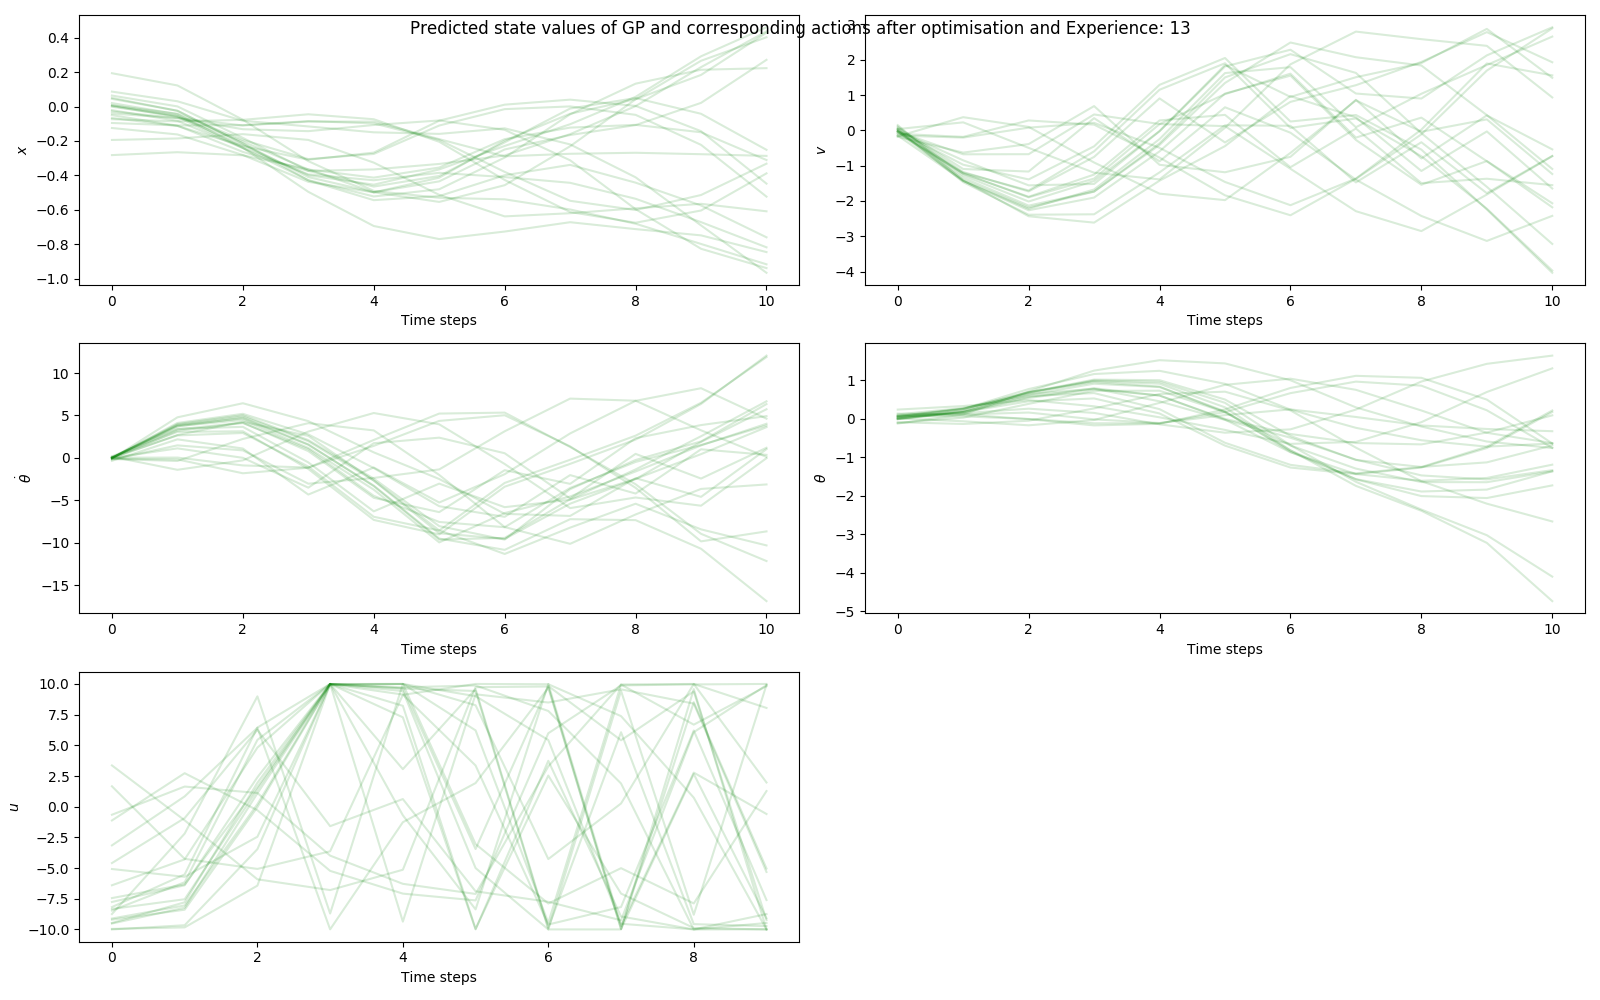 Predicted state values of GP and corresponding actions after optimisation and Experience: 13
0.4
0.2
0.0
−0.2
−0.4
−0.6
−0.8
−1.0
x
0 2 4 6 8 10
Time steps
3
2
1
0
−1
−2
−3
−4
v
0 2 4 6 8 10
Time steps
10
5
0
−5
−10
−15
θ̇
0 2 4 6 8 10
Time steps
1
0
−1
−2
−3
−4
−5
θ
0 2 4 6 8 10
Time steps
10.0
7.5
5.0
2.5
0.0
−2.5
−5.0
−7.5
−10.0
u
0 2 4 6 8
Time steps